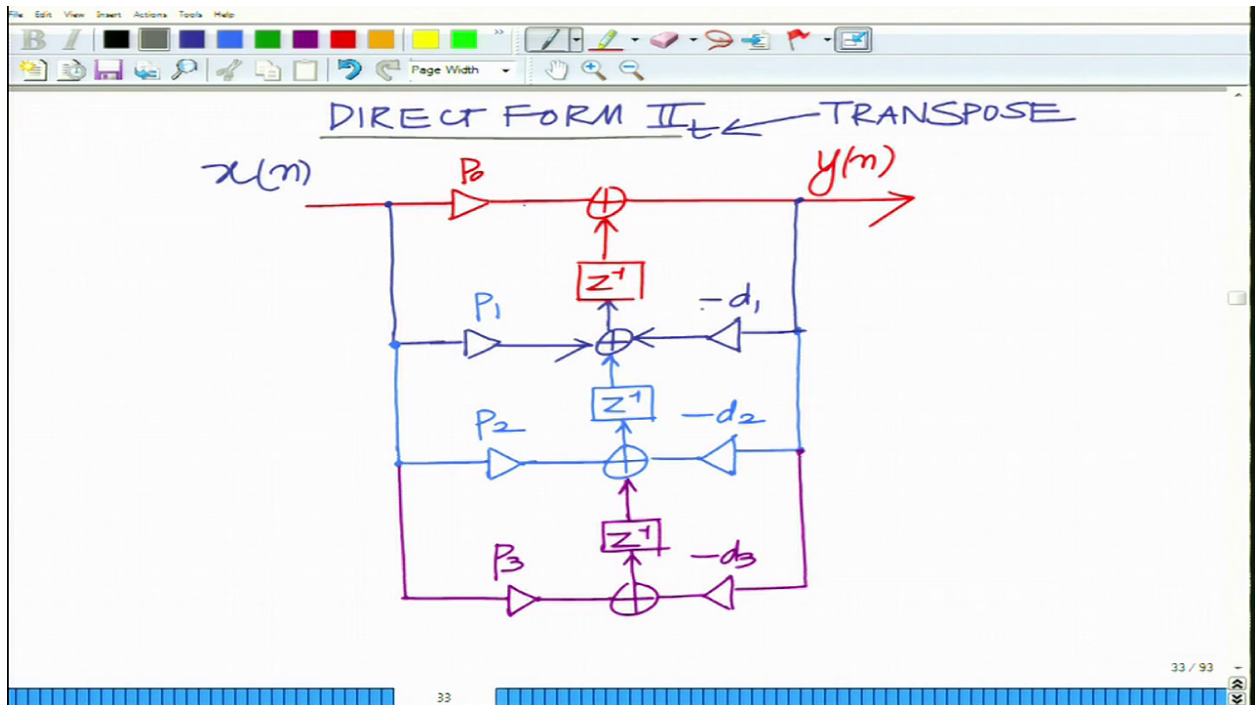 File Edit View Insert Actions Tools Help
B I
Page Width
DIRECT FORM II t ← TRANSPOSE
x(n) P0 y(n)
z⁻¹
P1 -d1
z⁻¹
P2 -d2
z⁻¹
P3 -d3
33 / 93
33